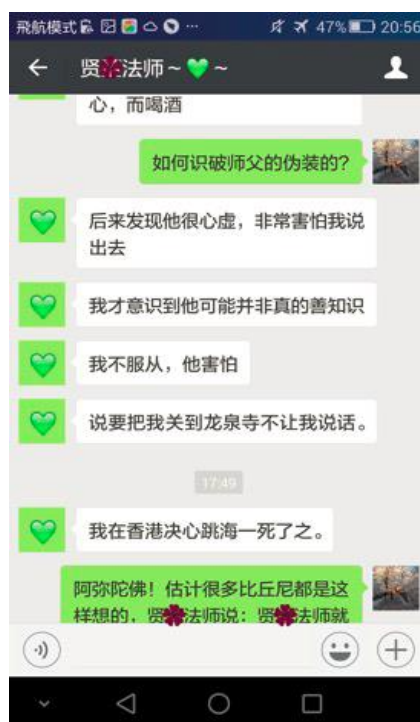 飛航模式 47% 20:56
贤法师~ ~
心，而喝酒
如何识破师父的伪装的?
后来发现他很心虚，非常害怕我说
出去
我才意识到他可能并非真的善知识
我不服从，他害怕
说要把我关到龙泉寺不让我说话。
17:49
我在香港决心跳海一死了之。
阿弥陀佛！估计很多比丘尼都是这
样想的，贤法师说：贤法师就